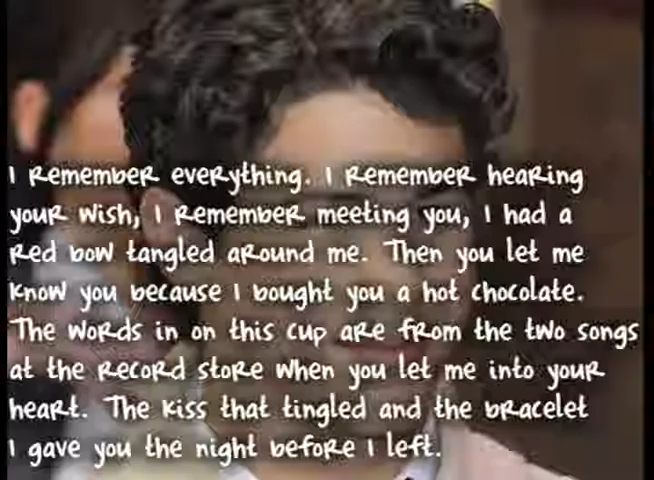 I remember everything. I remember hearing
your wish, I remember meeting you, I had a
red bow tangled around me. Then you let me
know you because I bought you a hot chocolate.
The words in on this cup are from the two songs
at the record store when you let me into your
heart. The kiss that tingled and the bracelet
I gave you the night before I left.